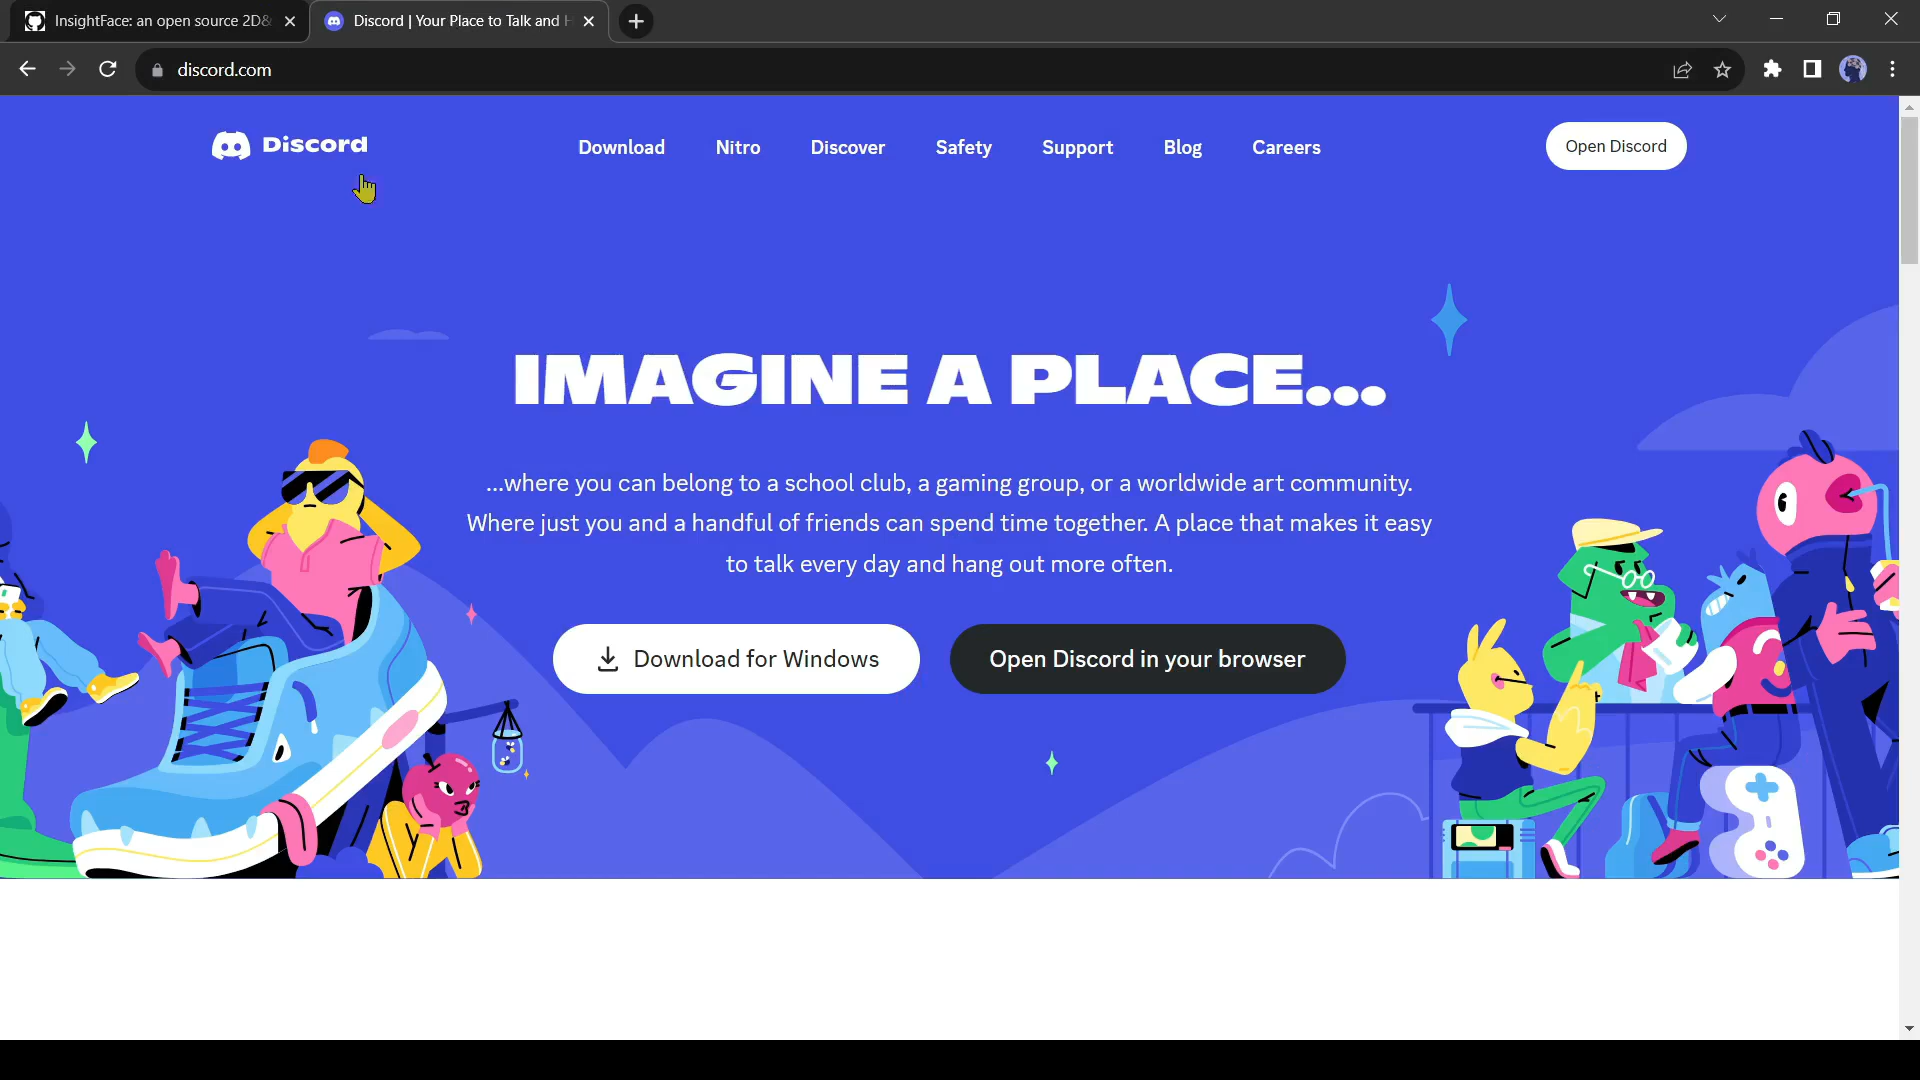 InsightFace: an open source 2D&
Discord | Your Place to Talk and H
discord.com
Discord
Download
Nitro
Discover
Safety
Support
Blog
Careers
Open Discord
IMAGINE A PLACE...
...where you can belong to a school club, a gaming group, or a worldwide art community.
Where just you and a handful of friends can spend time together. A place that makes it easy
to talk every day and hang out more often.
Download for Windows
Open Discord in your browser